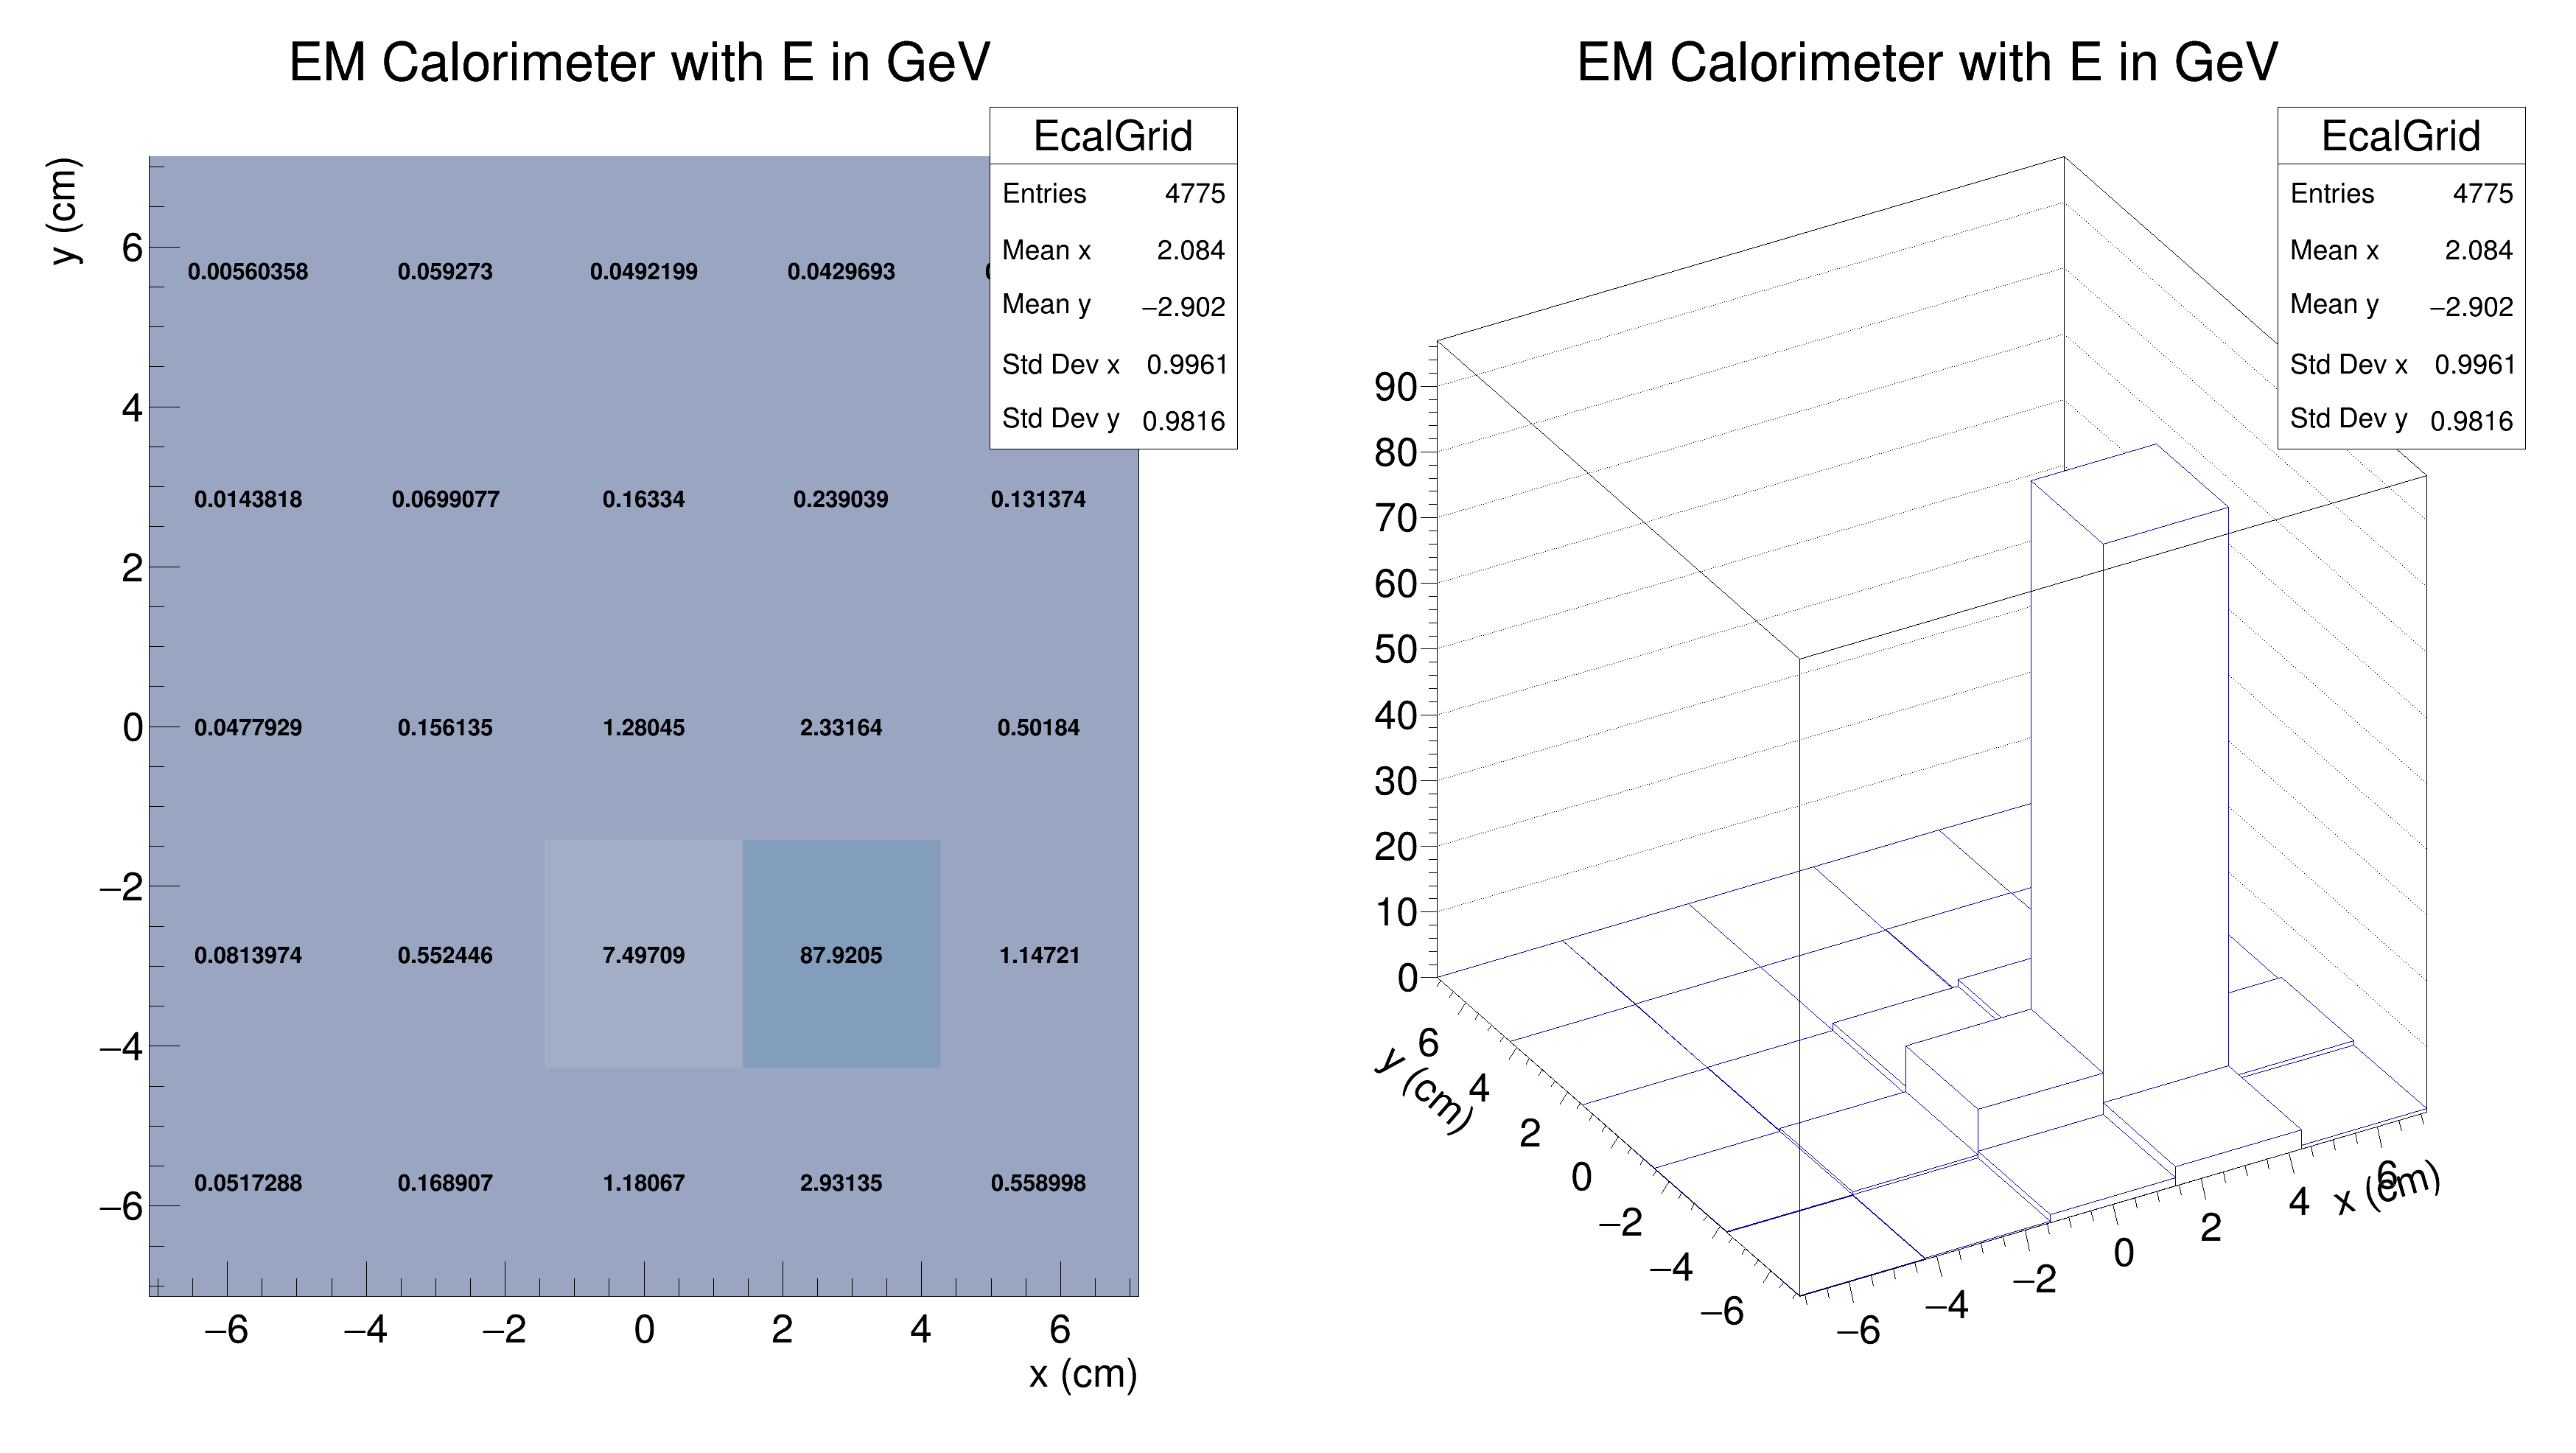 EM Calorimeter with E in GeV
EcalGrid
Entries 4775
Mean x 2.084
Mean y −2.902
Std Dev x 0.9961
Std Dev y 0.9816
y (cm)
6
4
2
0
−2
−4
−6
0.00560358 0.059273 0.0492199 0.0429693
0.0143818 0.0699077 0.16334 0.239039 0.131374
0.0477929 0.156135 1.28045 2.33164 0.50184
0.0813974 0.552446 7.49709 87.9205 1.14721
0.0517288 0.168907 1.18067 2.93135 0.558998
−6 −4 −2 0 2 4 6
x (cm)
EM Calorimeter with E in GeV
EcalGrid
Entries 4775
Mean x 2.084
Mean y −2.902
Std Dev x 0.9961
Std Dev y 0.9816
90
80
70
60
50
40
30
20
10
0
y (cm)
6
4
2
0
−2
−4
−6
−6
−4
−2
0
2
4
6
x (cm)